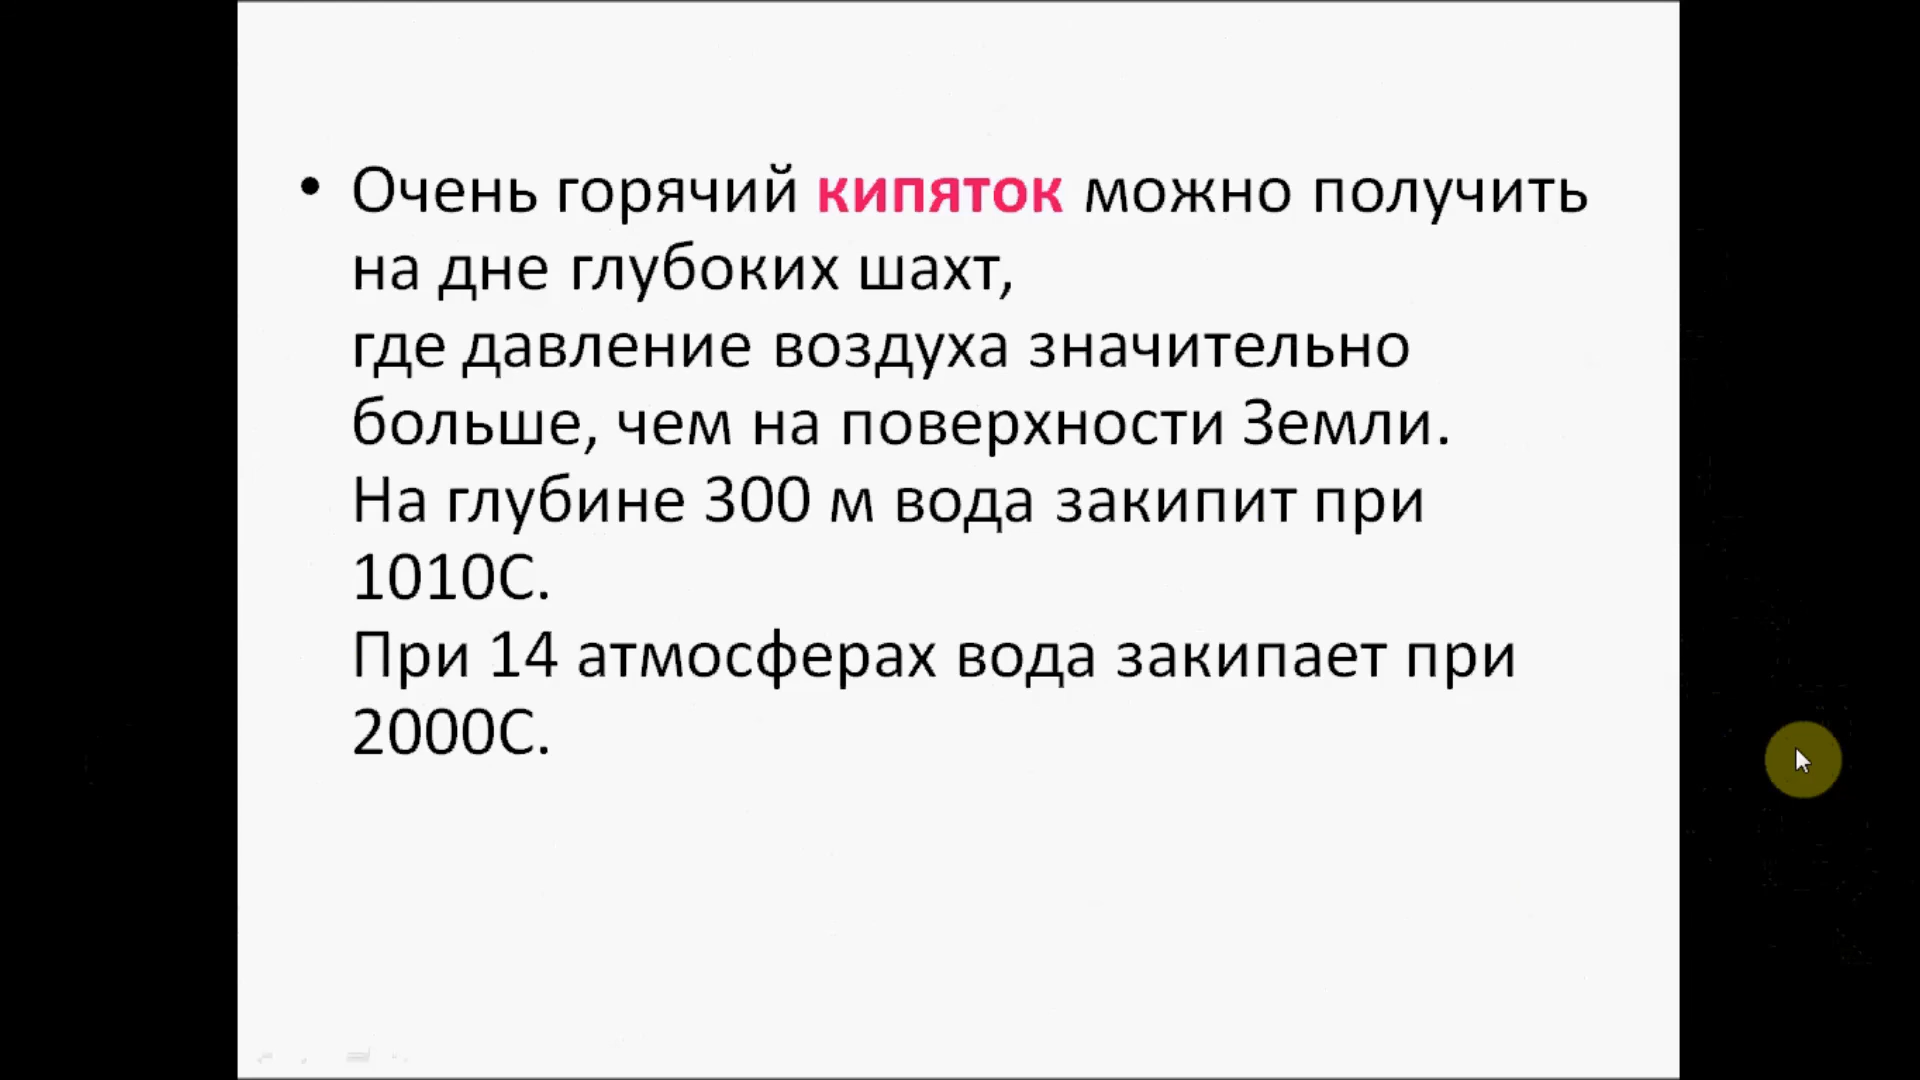 • Очень горячий кипяток можно получить
на дне глубоких шахт,
где давление воздуха значительно
больше, чем на поверхности Земли.
На глубине 300 м вода закипит при
1010С.
При 14 атмосферах вода закипает при
2000С.